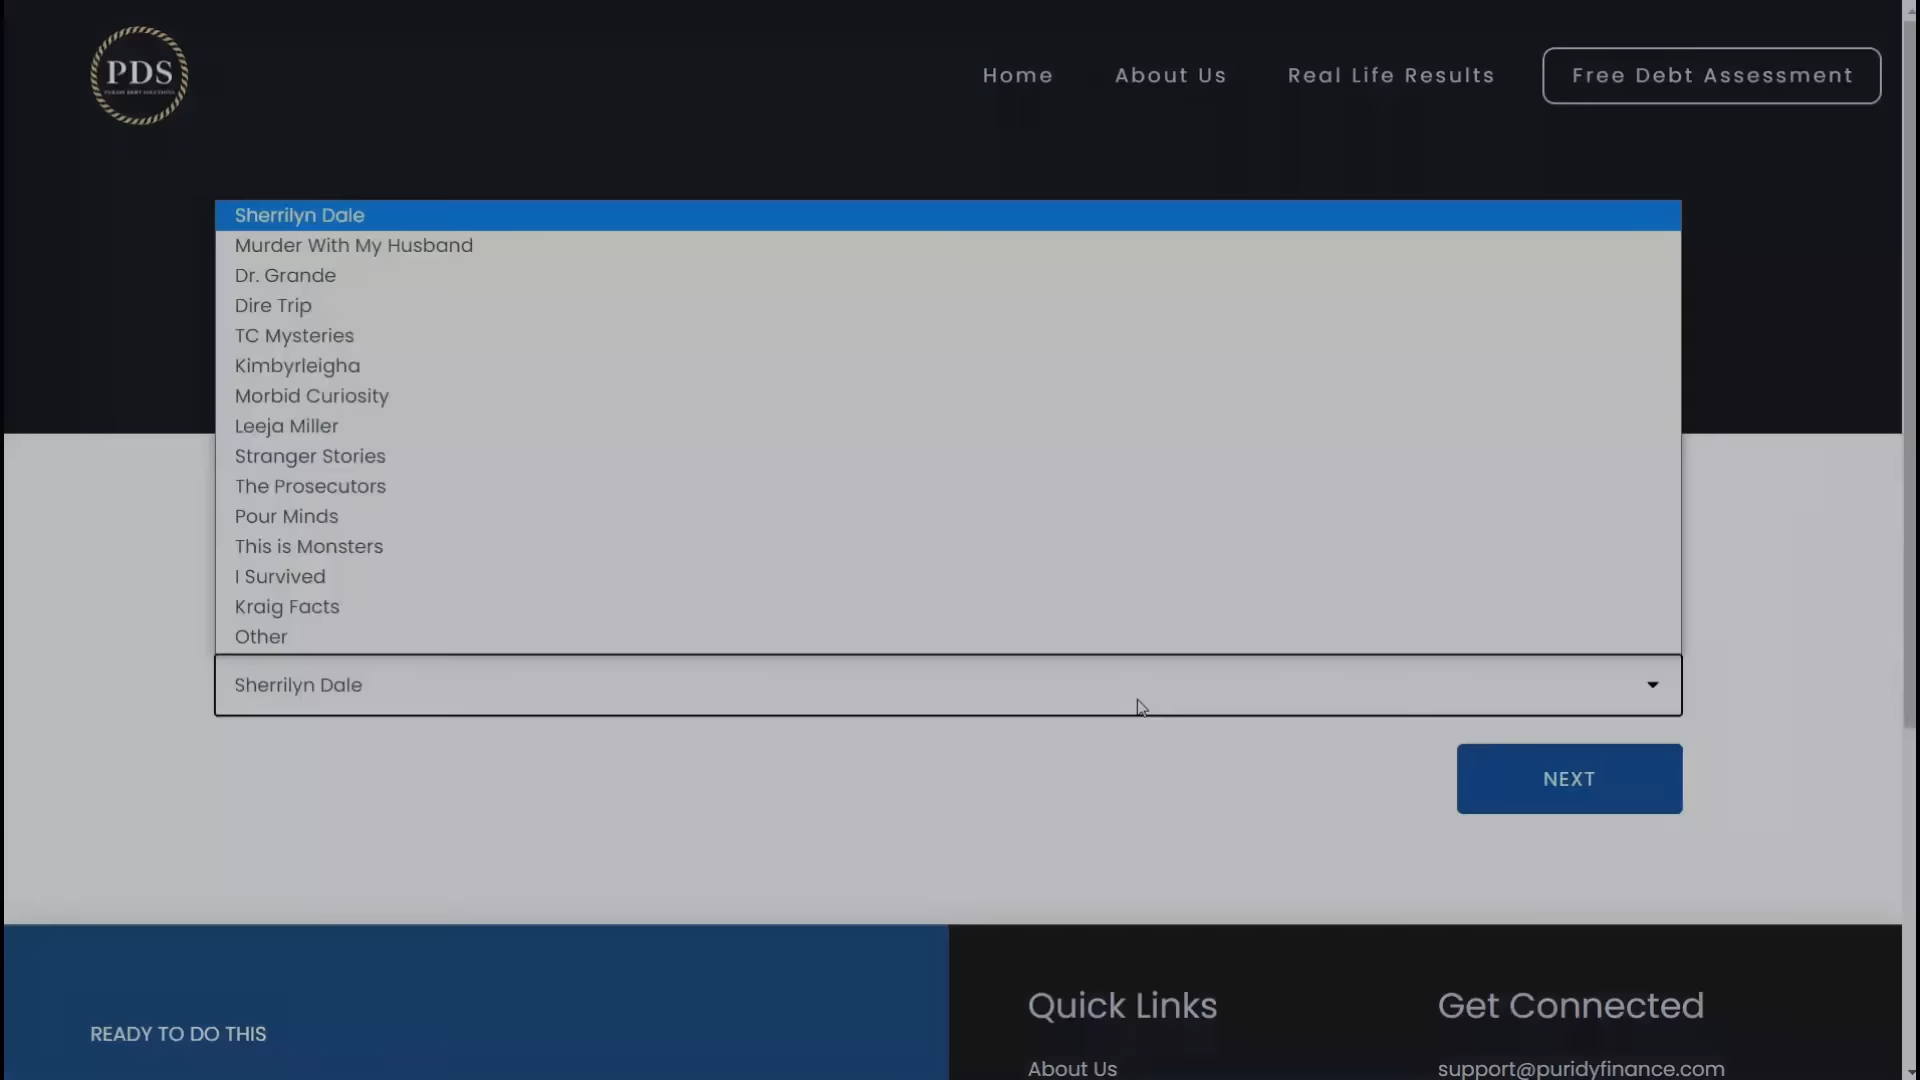 PDS
Home
About Us
Real Life Results
Free Debt Assessment
Sherrilyn Dale
Murder With My Husband
Dr. Grande
Dire Trip
TC Mysteries
Kimbyrleigha
Morbid Curiosity
Leeja Miller
Stranger Stories
The Prosecutors
Pour Minds
This is Monsters
I Survived
Kraig Facts
Other
Sherrilyn Dale
NEXT
READY TO DO THIS
Quick Links
About Us
Get Connected
support@puridyfinance.com